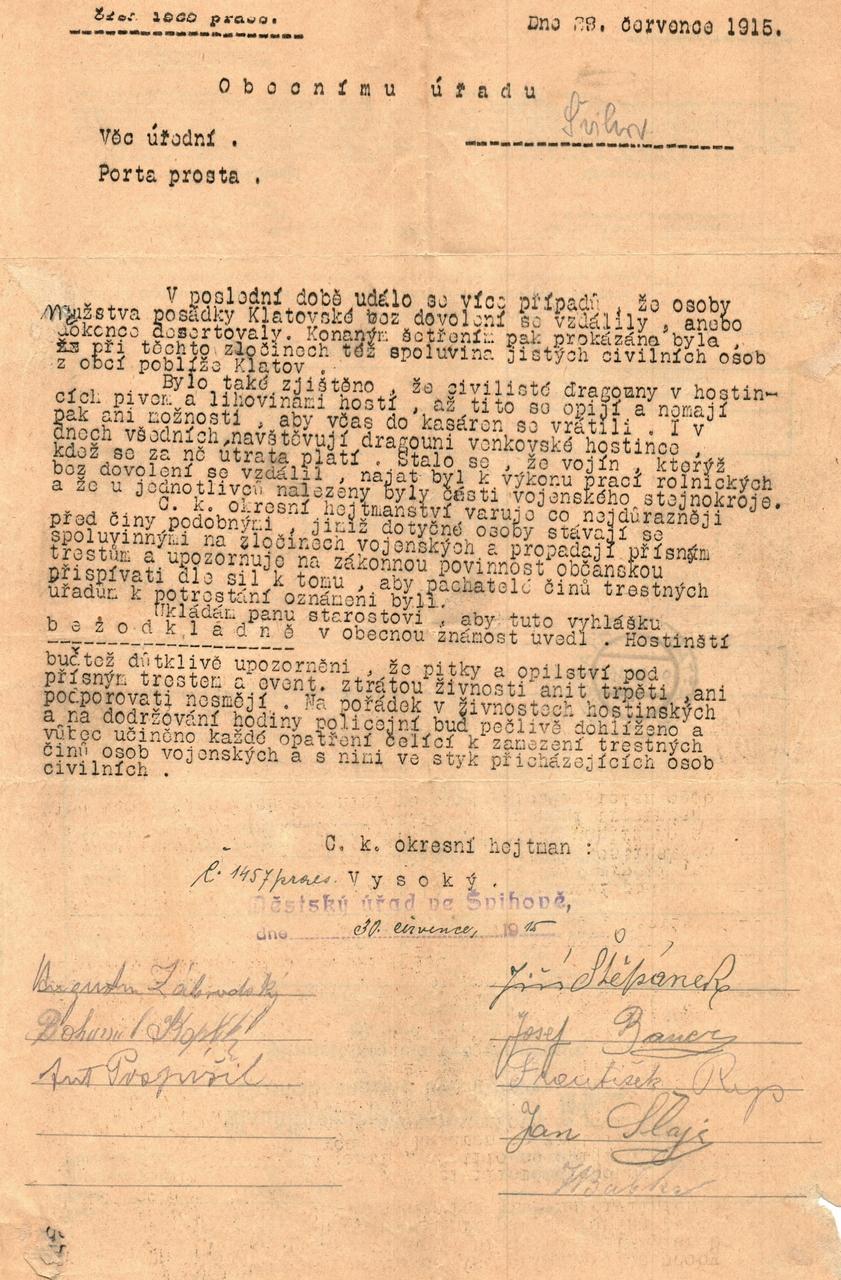 Čís. 1969 praes.
Dne 29. července 1915.
Obecnímu úřadu
Švihov
Věc úřední .
Porta prosta .
V poslední době událo se více případů , že osoby
Mužstva posádky Klatovské bez dovolení se vzdálily , anebo
dokonce desertovaly. Konaným šetřením pak prokázána byla ,
že při těchto zločinech též spoluvina jistých civilních osob
z obcí poblíže Klatov .
Bylo také zjištěno , že civilisté dragouny v hostin-
cích pivem a lihovinami hostí , až tito se opijí a nemají
pak ani možnosti , aby včas do kasáren se vrátili . I v
dnech všedních navštěvují dragouni venkovské hostince ,
kdež se za ně útrata platí . Stalo se , že vojín , kterýž
bez dovolení se vzdálil , najat byl k výkonu prací rolnických
a že u jednotlivců nalezeny byly části vojenského stejnokroje.
C. k. okresní hejtmanství varuje co nejdůrazněji
před činy podobnými , jimiž dotyčné osoby stávají se
spoluvinnými na zločinech vojenských a propadají přísným
trestům a upozorňuje na zákonnou povinnost občanskou
přispívati dle sil k tomu , aby pachatelé činů trestných
úřadům k potrestání oznámeni byli.
Ukládám panu starostovi , aby tuto vyhlášku
bezodkladně v obecnou známost uvedl . Hostinští
buďtež důtklivě upozorněni , že pitky a opilství pod
přísným trestem a event. ztrátou živnosti anit trpěti ,ani
podporovati nesmějí . Na pořádek v živnostech hostinských
a na dodržování hodiny policejní buď pečlivě dohlíženo a
vůbec učiněno každé opatření čelící k zamezení trestných
činů osob vojenských a s nimi ve styk přicházejících osob
civilních .
C. k. okresní hejtman :
Č. 1457/praes. Vysoký.
Městský úřad ve Švihově,
dne 30. července, 1915
Augustin Zábrodský
Jiří Štěpánek
Bohumil
Josef
Ant Pospíšil
František
Jan